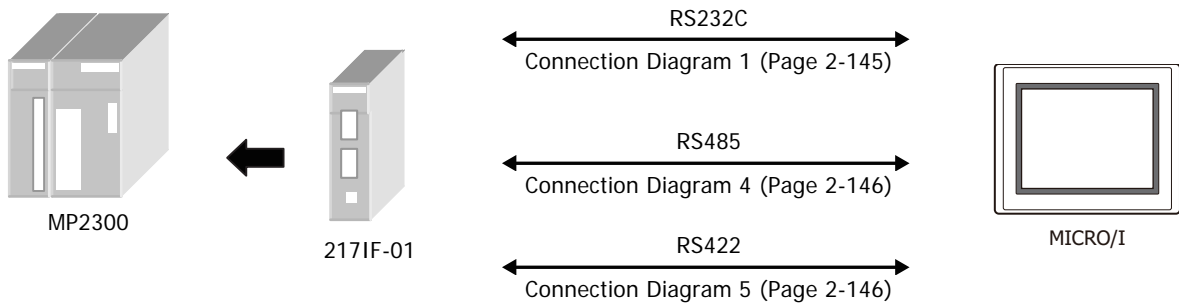 RS232C
Connection Diagram 1 (Page 2-145)
RS485
Connection Diagram 4 (Page 2-146)
MP2300
217IF-01
MICRO/I
RS422
Connection Diagram 5 (Page 2-146)